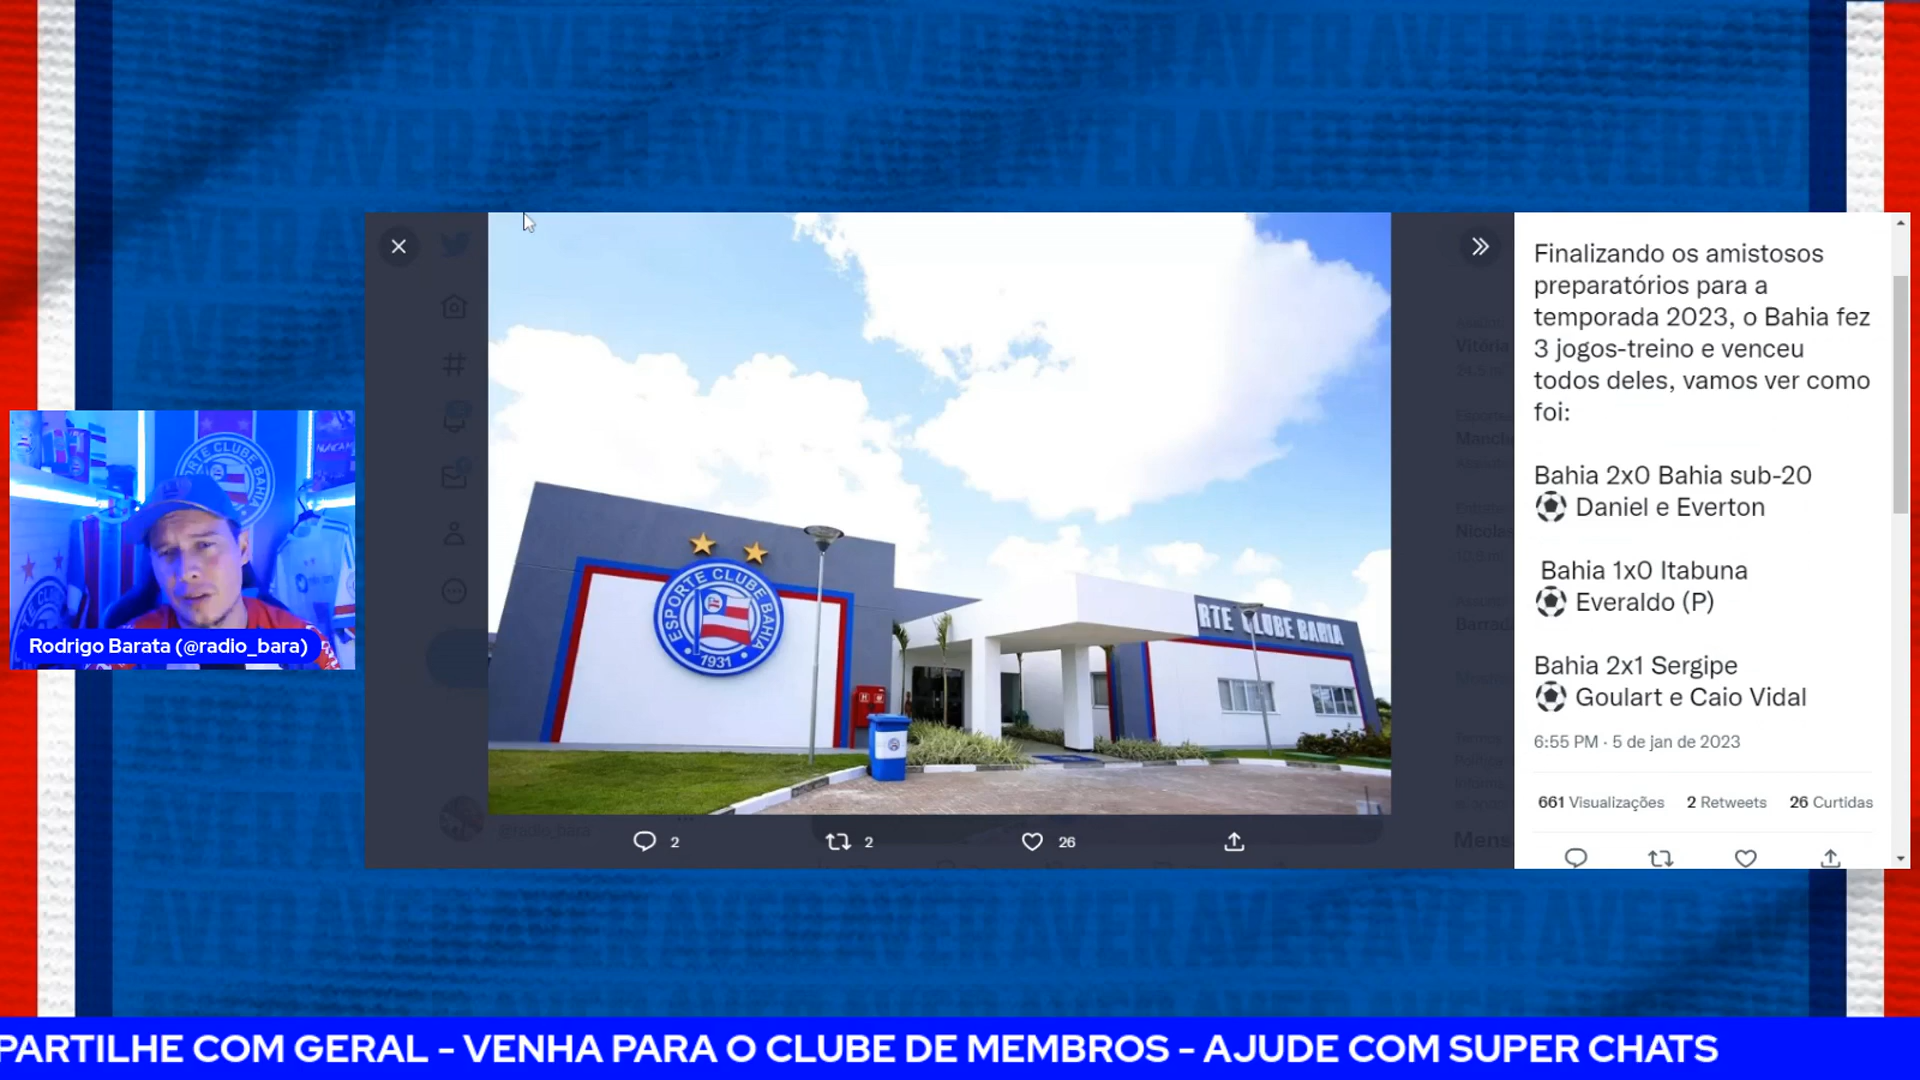 Finalizando os amistosos
preparatórios para a
temporada 2023, o Bahia fez
3 jogos-treino e venceu
todos deles, vamos ver como
foi:
Bahia 2x0 Bahia sub-20
⚽ Daniel e Everton
Bahia 1x0 Itabuna
⚽ Everaldo (P)
Bahia 2x1 Sergipe
⚽ Goulart e Caio Vidal
6:55 PM · 5 de jan de 2023
661 Visualizações 2 Retweets 26 Curtidas
ESPORTE CLUBE BAHIA
1931
RTE CLUBE BAHIA
2 2 26
@radio_bara
Vitória
Rodrigo Barata (@radio_bara)
PARTILHE COM GERAL - VENHA PARA O CLUBE DE MEMBROS - AJUDE COM SUPER CHATS